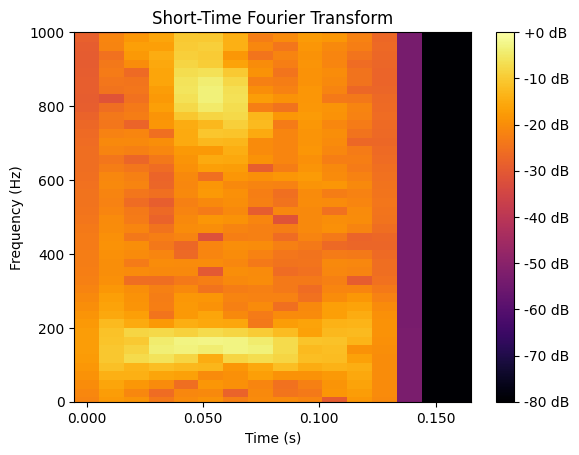 Short-Time Fourier Transform
1000
800
600
400
200
0
Frequency (Hz)
0.000
0.050
0.100
0.150
Time (s)
+0 dB
-10 dB
-20 dB
-30 dB
-40 dB
-50 dB
-60 dB
-70 dB
-80 dB